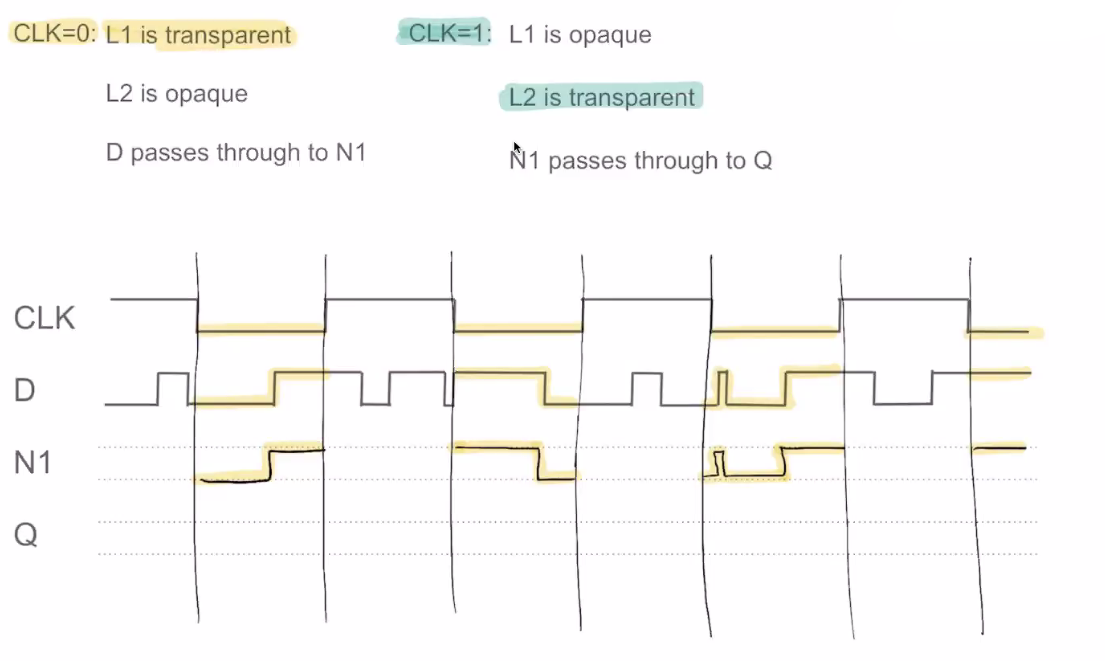 CLK=0: L1 is transparent
L2 is opaque
D passes through to N1
CLK=1: L1 is opaque
L2 is transparent
N1 passes through to Q
CLK
D
N1
Q